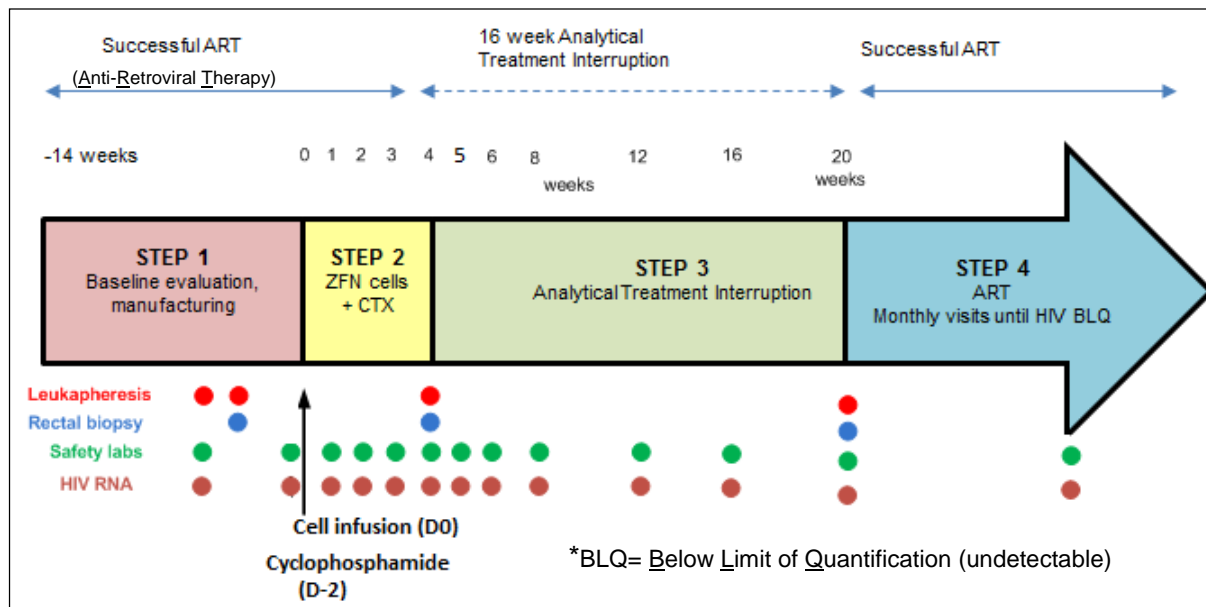 Successful ART
(Anti-Retroviral Therapy)
16 week Analytical
Treatment Interruption
Successful ART
-14 weeks 0 1 2 3 4 5 6 8 12 16 20
weeks weeks
STEP 1
Baseline evaluation,
manufacturing
STEP 2
ZFN cells
+ CTX
STEP 3
Analytical Treatment Interruption
STEP 4
ART
Monthly visits until HIV BLQ
Leukapheresis
Rectal biopsy
Safety labs
HIV RNA
Cell infusion (D0)
Cyclophosphamide
(D-2)
*BLQ= Below Limit of Quantification (undetectable)